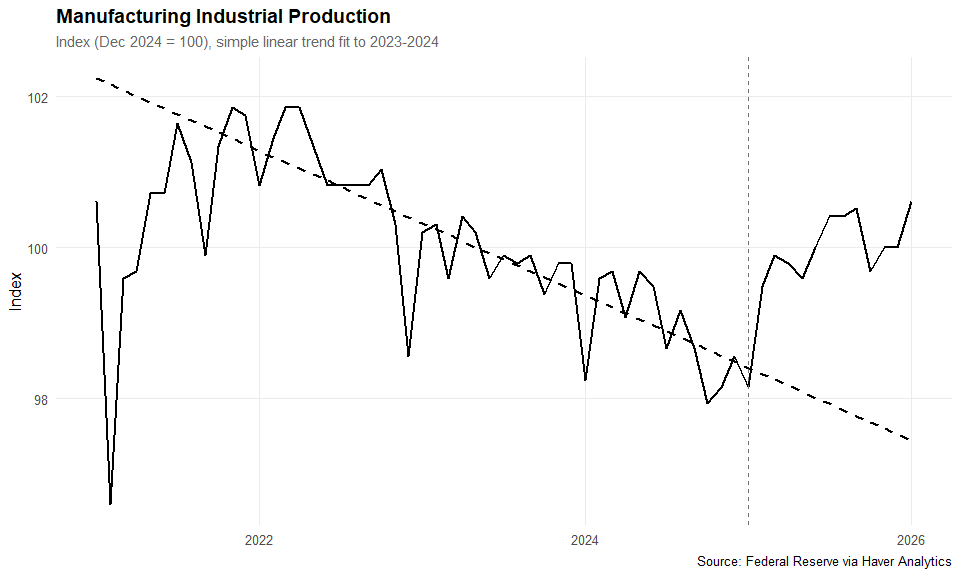 Manufacturing Industrial Production
Index (Dec 2024 = 100), simple linear trend fit to 2023-2024
102
100
98
Index
2022
2024
2026
Source: Federal Reserve via Haver Analytics